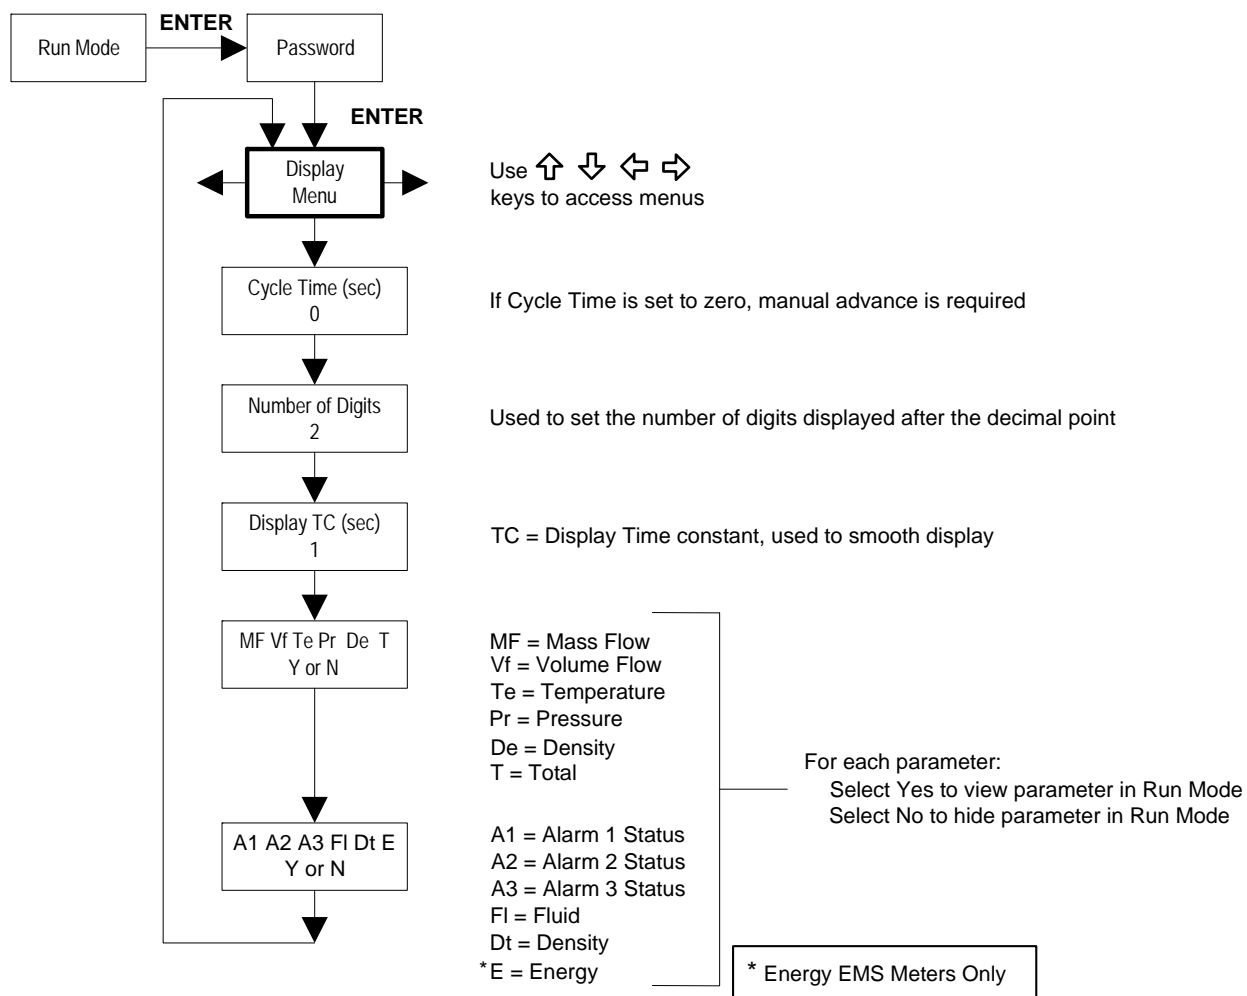 ENTER
Run Mode
Password
ENTER
Display
Menu
Use
keys to access menus
Cycle Time (sec)
0
If Cycle Time is set to zero, manual advance is required
Number of Digits
2
Used to set the number of digits displayed after the decimal point
Display TC (sec)
1
TC = Display Time constant, used to smooth display
MF Vf Te Pr De T
Y or N
MF = Mass Flow
Vf = Volume Flow
Te = Temperature
Pr = Pressure
De = Density
T = Total
For each parameter:
Select Yes to view parameter in Run Mode
Select No to hide parameter in Run Mode
A1 A2 A3 Fl Dt E
Y or N
A1 = Alarm 1 Status
A2 = Alarm 2 Status
A3 = Alarm 3 Status
Fl = Fluid
Dt = Density
*E = Energy
* Energy EMS Meters Only